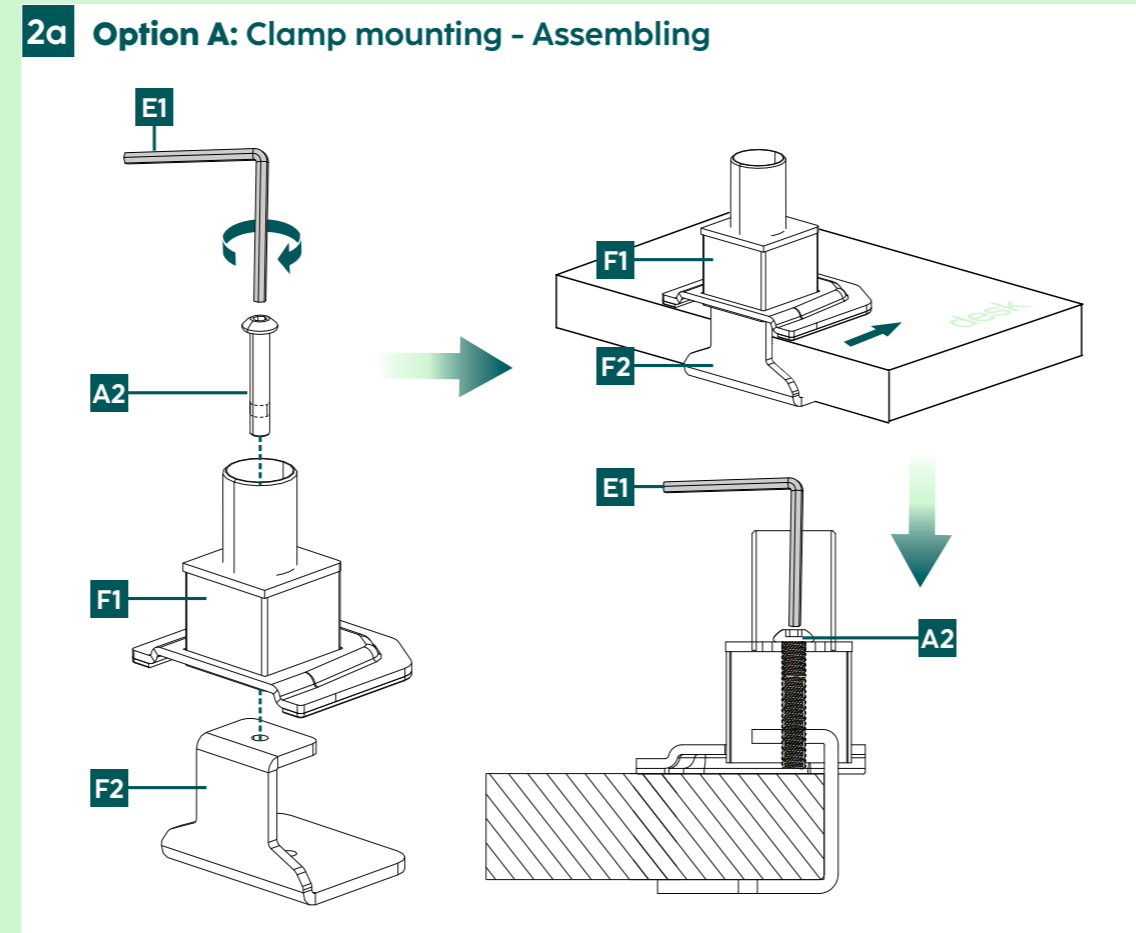 2a Option A: Clamp mounting - Assembling
E1
A2
F1
F2
F1
desk
F2
E1
A2